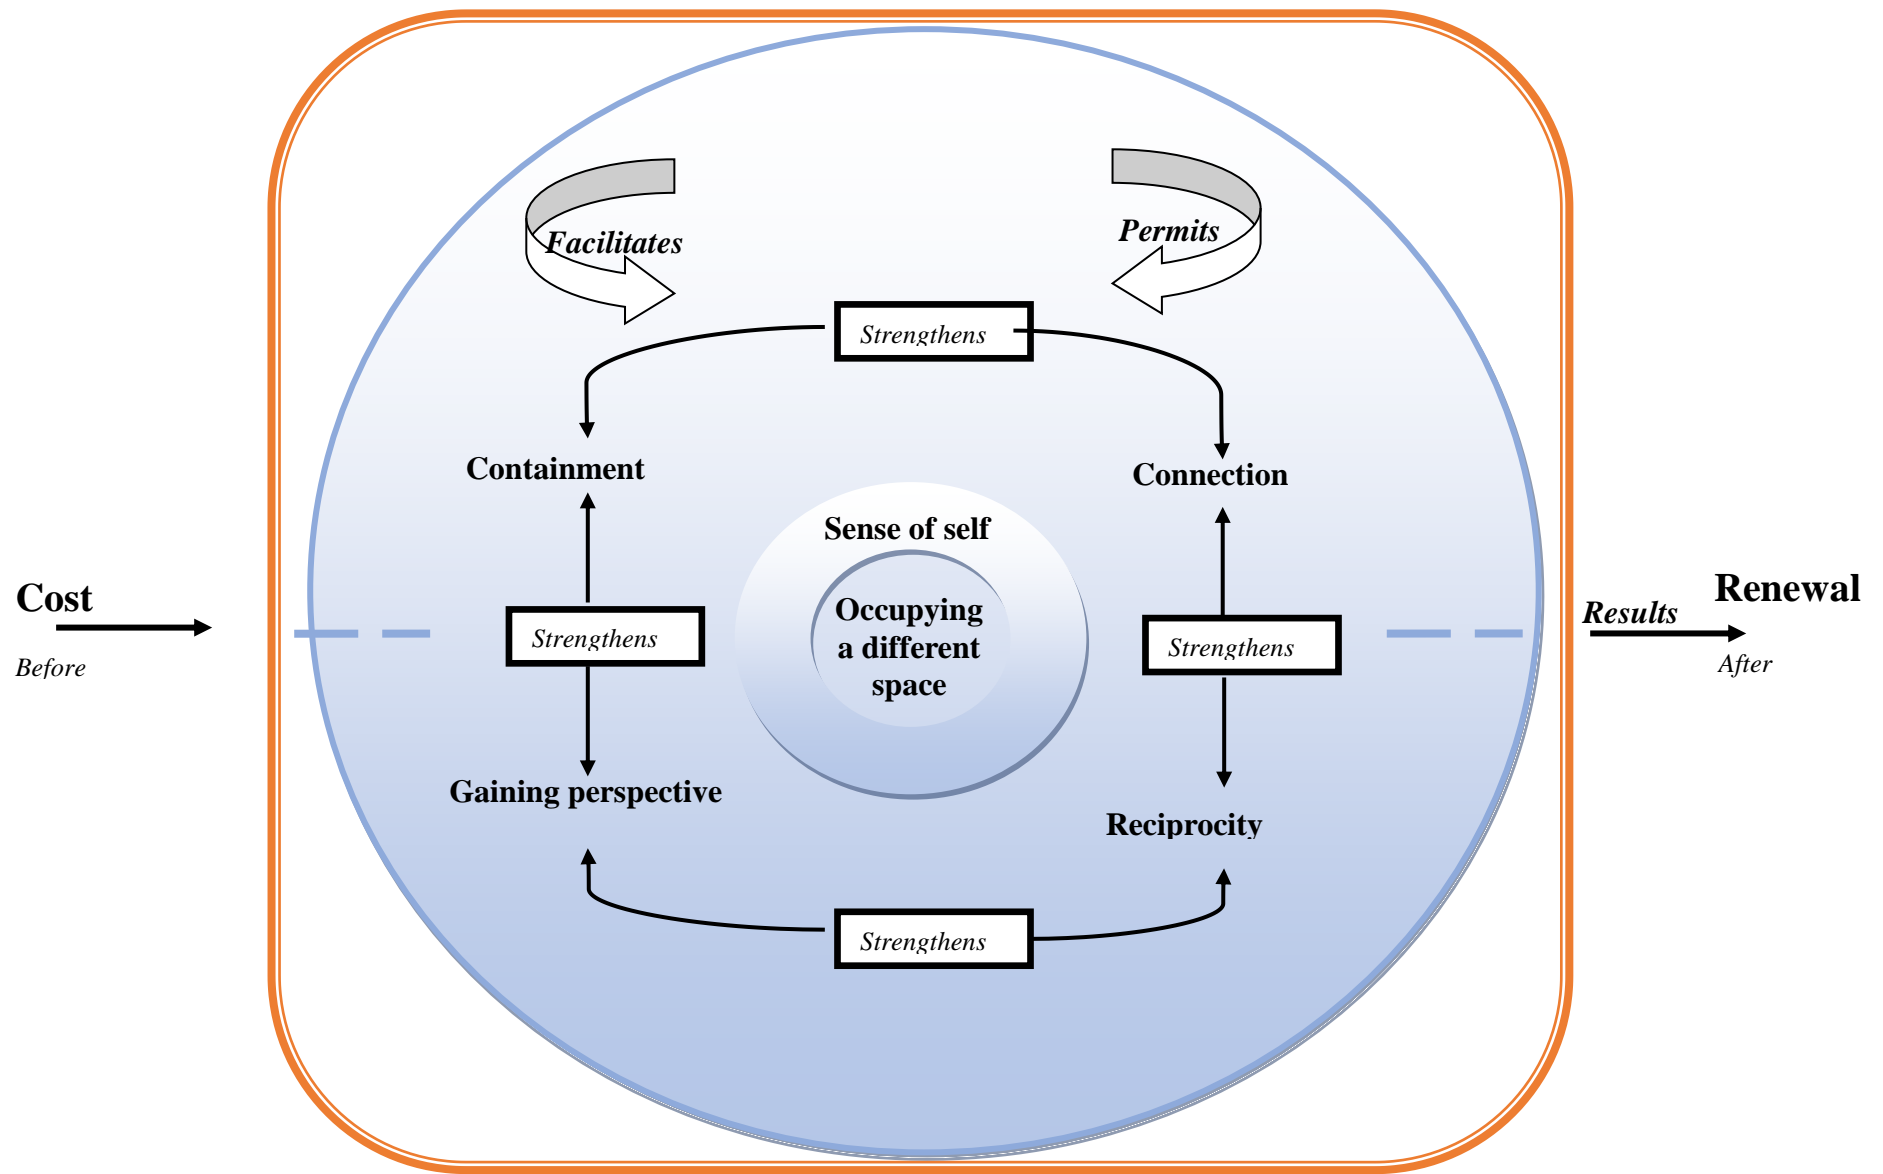 Facilitates
Permits
Strengthens
Containment
Connection
Sense of self
Occupying
a different
space
Cost
Before
Strengthens
Strengthens
Results
Renewal
After
Gaining perspective
Reciprocity
Strengthens